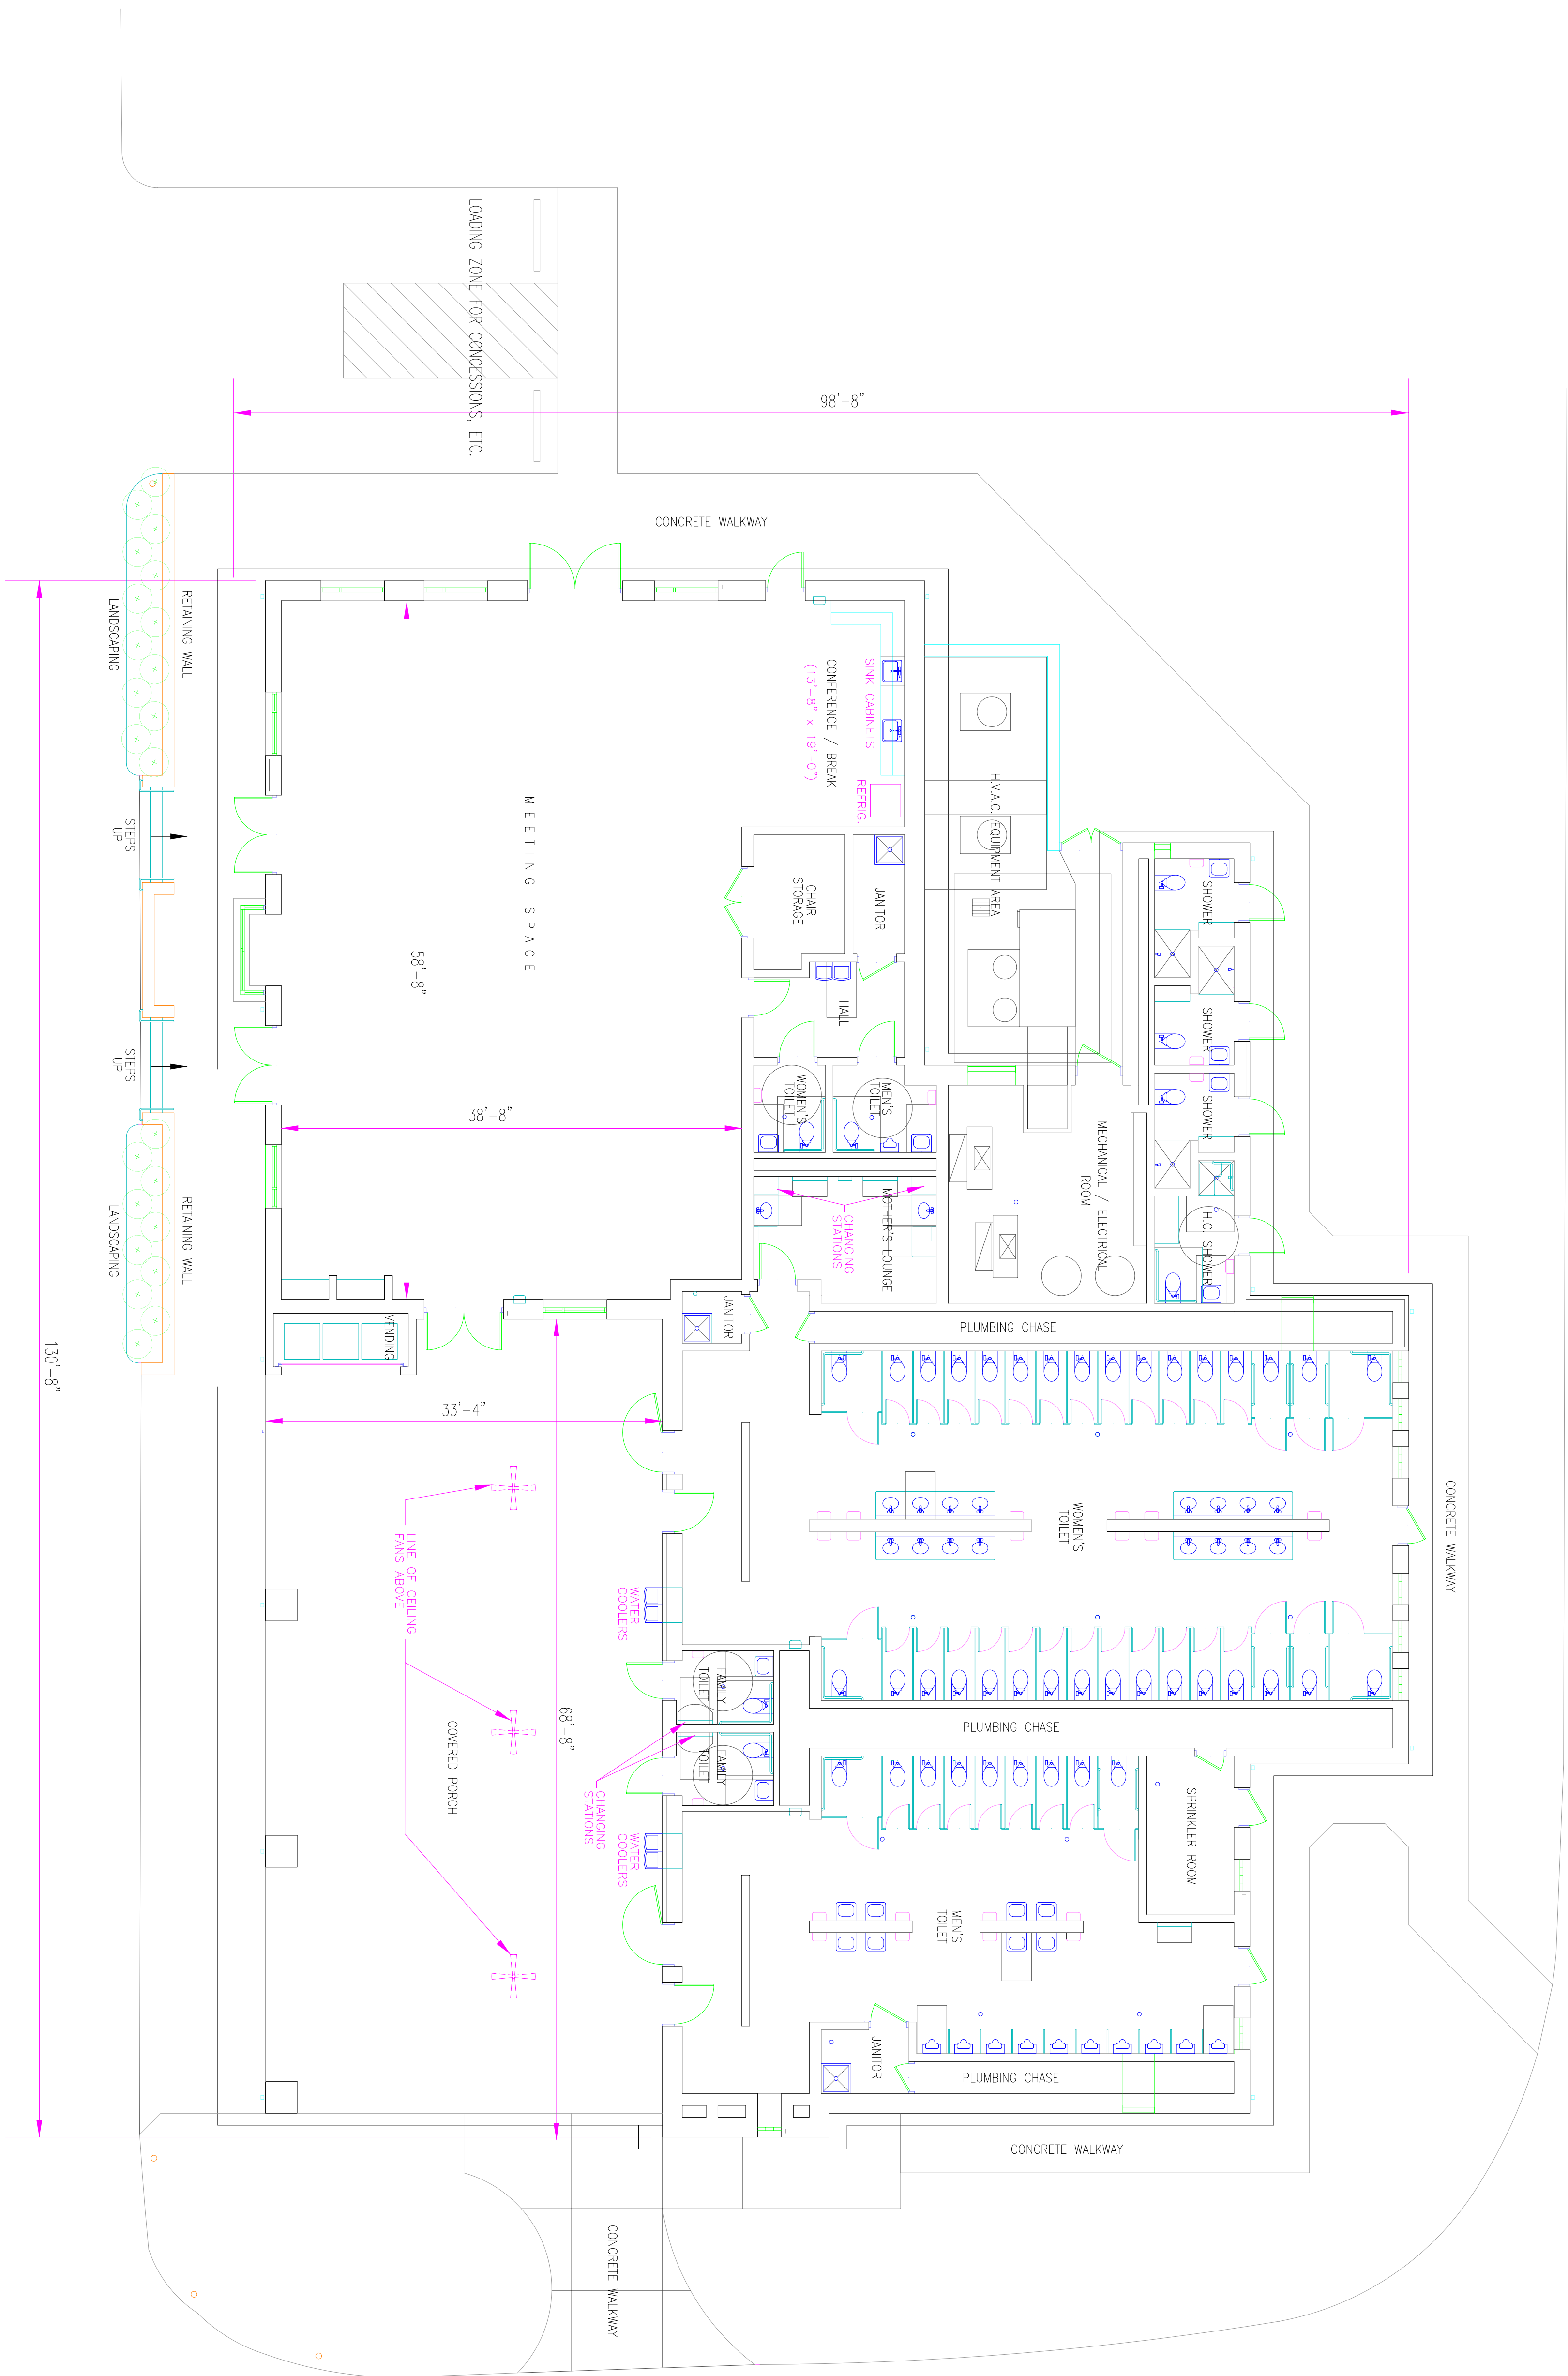 LOADING ZONE FOR CONCESSIONS, ETC.
98'-8"
CONCRETE WALKWAY
RETAINING WALL
LANDSCAPING
STEPS
UP
STEPS
UP
RETAINING WALL
LANDSCAPING
130'-8"
MEETING SPACE
58'-8"
38'-8"
SINK CABINETS
CONFERENCE / BREAK
(13'-8" x 19'-0")
REFRIG.
H.V.A.C. EQUIPMENT AREA
CHAIR
STORAGE
JANITOR
HALL
WOMEN'S
TOILET
MEN'S
TOILET
MOTHER'S LOUNGE
CHANGING
STATIONS
MECHANICAL / ELECTRICAL
ROOM
SHOWER
SHOWER
SHOWER
H.C. SHOWER
VENDING
JANITOR
PLUMBING CHASE
33'-4"
68'-8"
LINE OF CEILING
FANS ABOVE
COVERED PORCH
WATER
COOLERS
WOMEN'S
TOILET
CONCRETE WALKWAY
FAMILY
TOILET
FAMILY
TOILET
CHANGING
STATIONS
PLUMBING CHASE
WATER
COOLERS
SPRINKLER ROOM
MEN'S
TOILET
JANITOR
PLUMBING CHASE
CONCRETE WALKWAY
CONCRETE WALKWAY